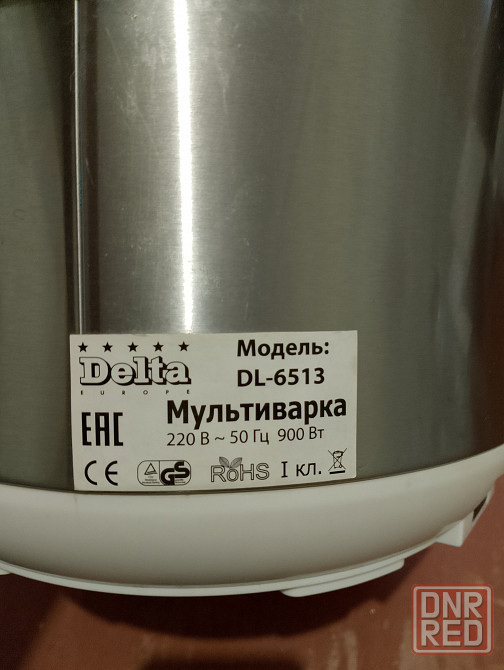 Delta
EUROPE
Модель:
DL-6513
Мультиварка
220 В ~ 50 Гц 900 Вт
EAC
CE
GS
RoHS
I кл.
DNR
RED